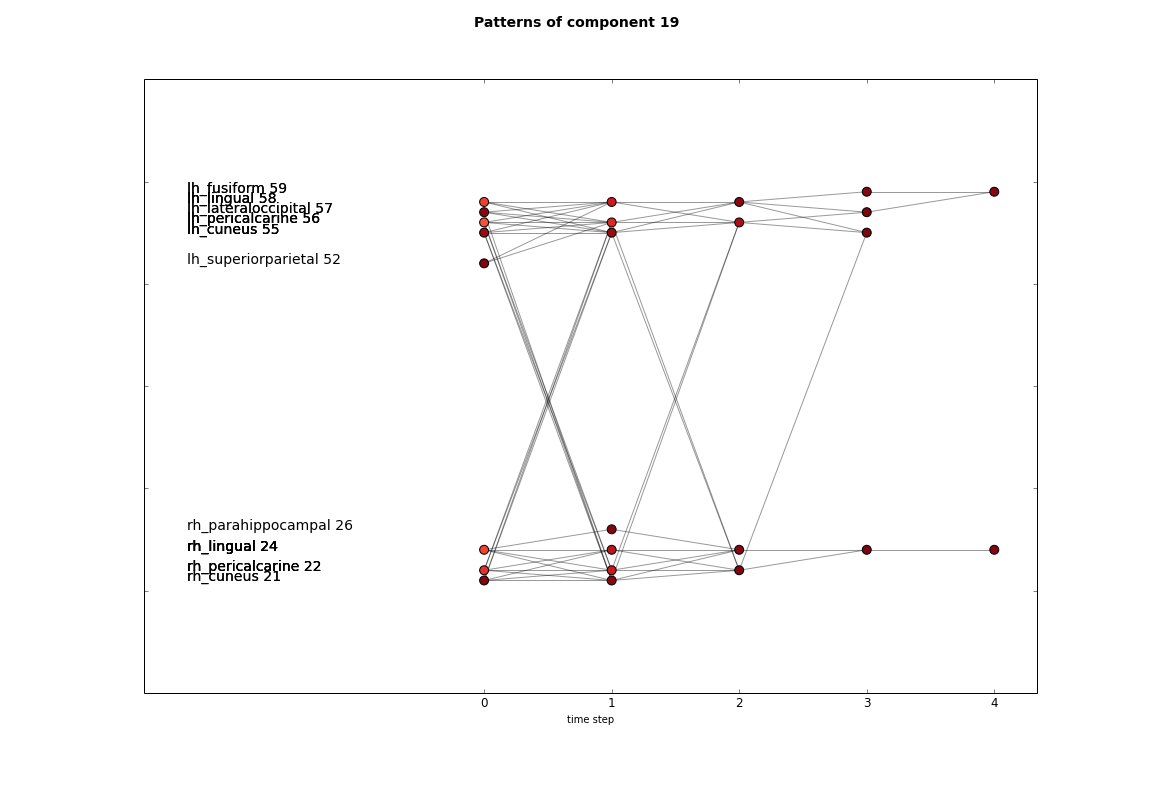 Patterns of component 19
lh_fusiform 59
lh_lingual 58
lh_lateraloccipital 57
lh_pericalcarine 56
lh_cuneus 55
lh_superiorparietal 52
rh_parahippocampal 26
rh_lingual 24
rh_pericalcarine 22
rh_cuneus 21
0 1 2 3 4
time step